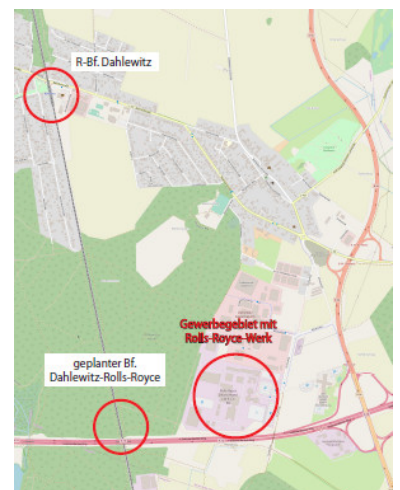 R-Bf. Dahlewitz
Gewerbegebiet mit
Rolls-Royce-Werk
geplanter Bf.
Dahlewitz-Rolls-Royce